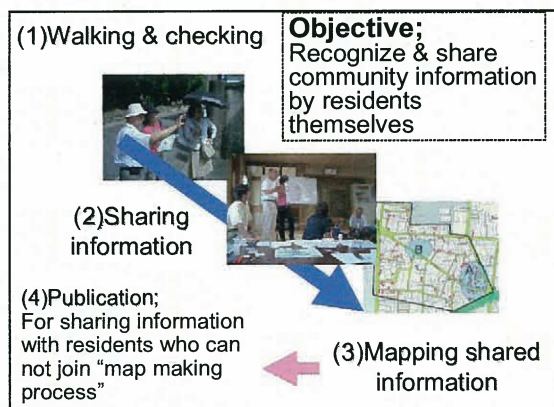 (1)Walking & checking
Objective;
Recognize & share
community information
by residents
themselves
(2)Sharing
information
(4)Publication;
For sharing information
with residents who can
not join “map making
process”
(3)Mapping shared
information